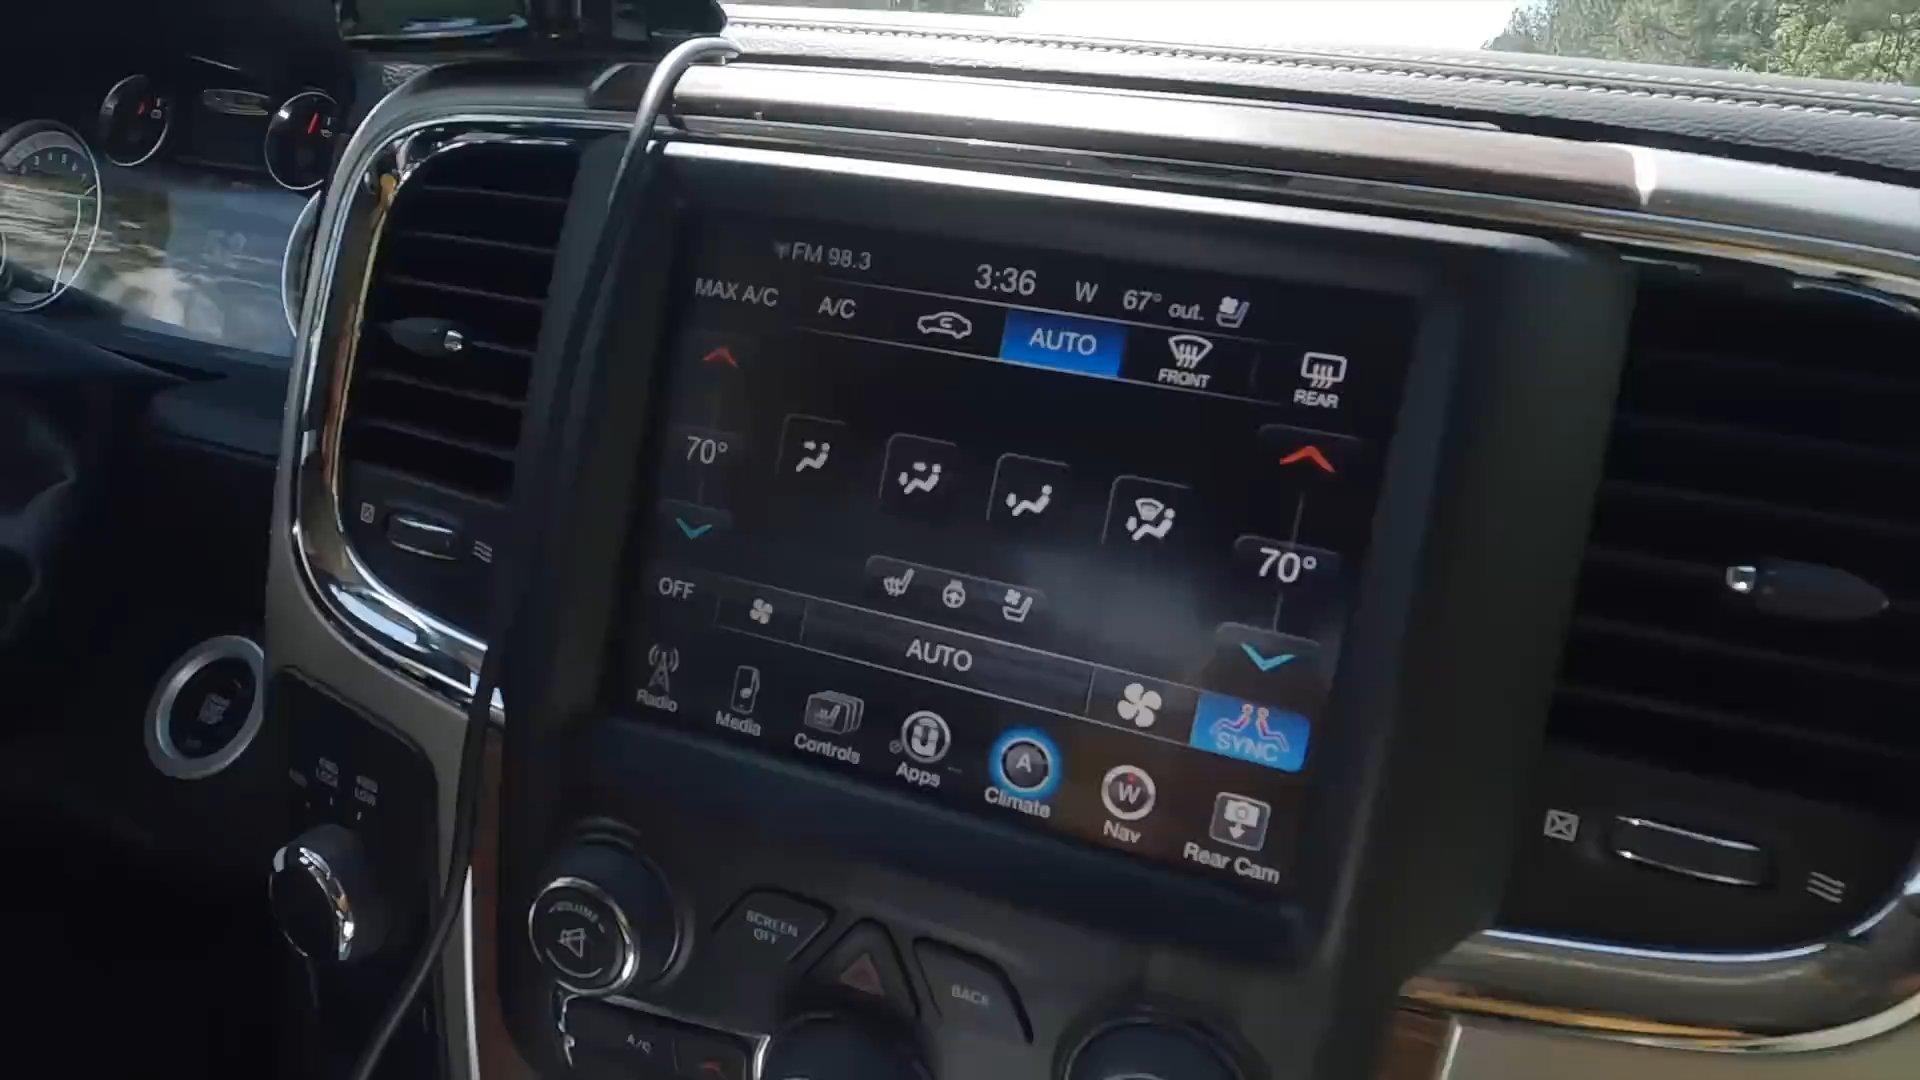 FM 98.3 3:36 W 67° out.
MAX A/C A/C AUTO FRONT REAR
70°
70°
OFF AUTO SYNC
Radio Media Controls Apps A Climate W Nav Rear Cam
VOLUME
SCREEN OFF
BACK
A/C